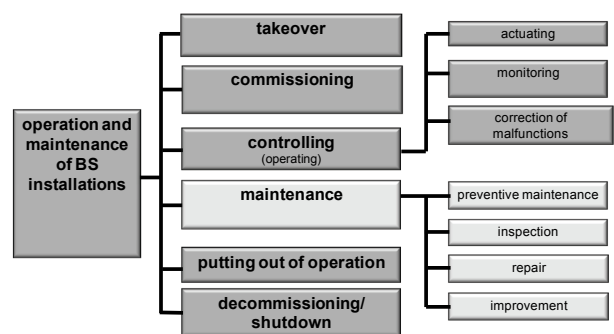 operation and
maintenance
of BS
installations
takeover
commissioning
controlling
(operating)
maintenance
putting out of operation
decommissioning/
shutdown
actuating
monitoring
correction of
malfunctions
preventive maintenance
inspection
repair
improvement